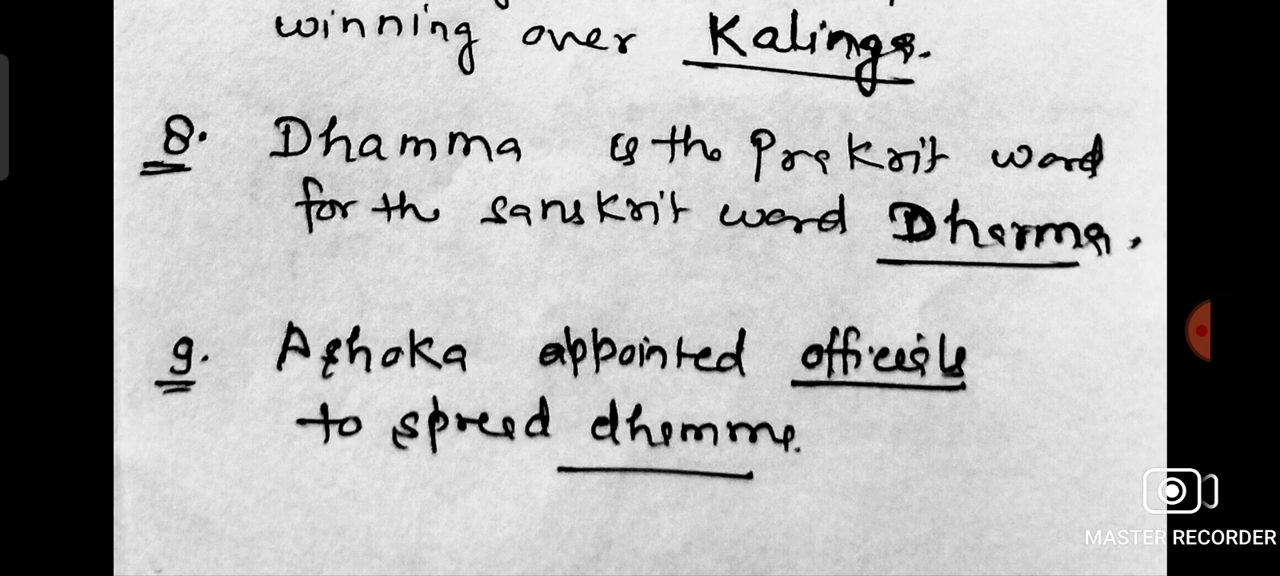 winning over Kalinga.
8. Dhamma is the Prakrit word
for the Sanskrit word Dharma.
9. Ashoka appointed officials
to spread dhamma.
MASTER RECORDER